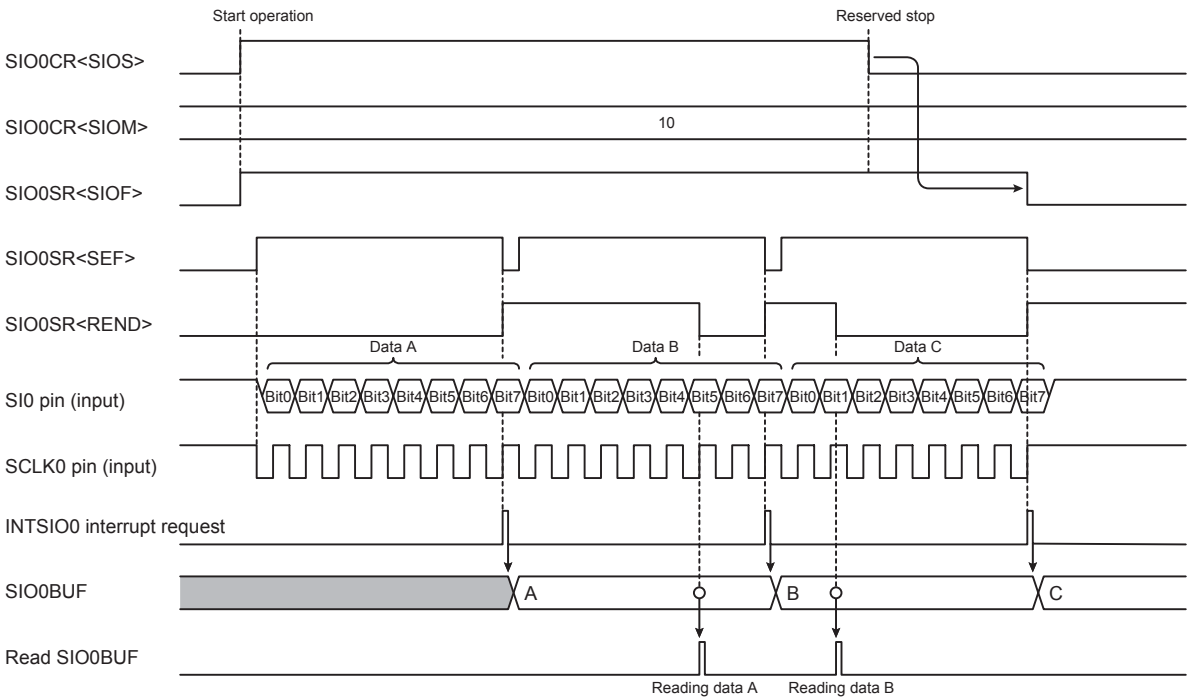 Start operation Reserved stop
SIO0CR<SIOS>
SIO0CR<SIOM> 10
SIO0SR<SIOF>
SIO0SR<SEF>
SIO0SR<REND>
Data A Data B Data C
SI0 pin (input) Bit0 Bit1 Bit2 Bit3 Bit4 Bit5 Bit6 Bit7 Bit0 Bit1 Bit2 Bit3 Bit4 Bit5 Bit6 Bit7 Bit0 Bit1 Bit2 Bit3 Bit4 Bit5 Bit6 Bit7
SCLK0 pin (input)
INTSIO0 interrupt request
SIO0BUF A B C
Read SIO0BUF
Reading data A Reading data B